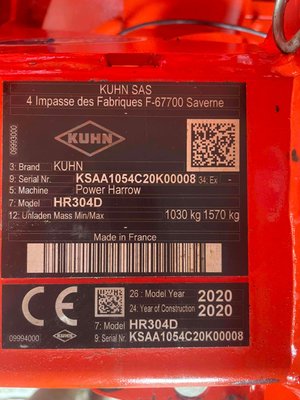 KUHN SAS
4 Impasse des Fabriques F-67700 Saverne
09993000
KUHN
3: Brand KUHN
9: Serial Nr. KSAA1054C20K00008 34: Ex -
5: Machine Power Harrow
7: Model HR304D
12: Unladen Mass Min/Max 1030 kg 1570 kg
Made in France
CE
09994000
KUHN
26: Model Year 2020
24: Year of Construction 2020
7: Model HR304D
9: Serial Nr. KSAA1054C20K00008